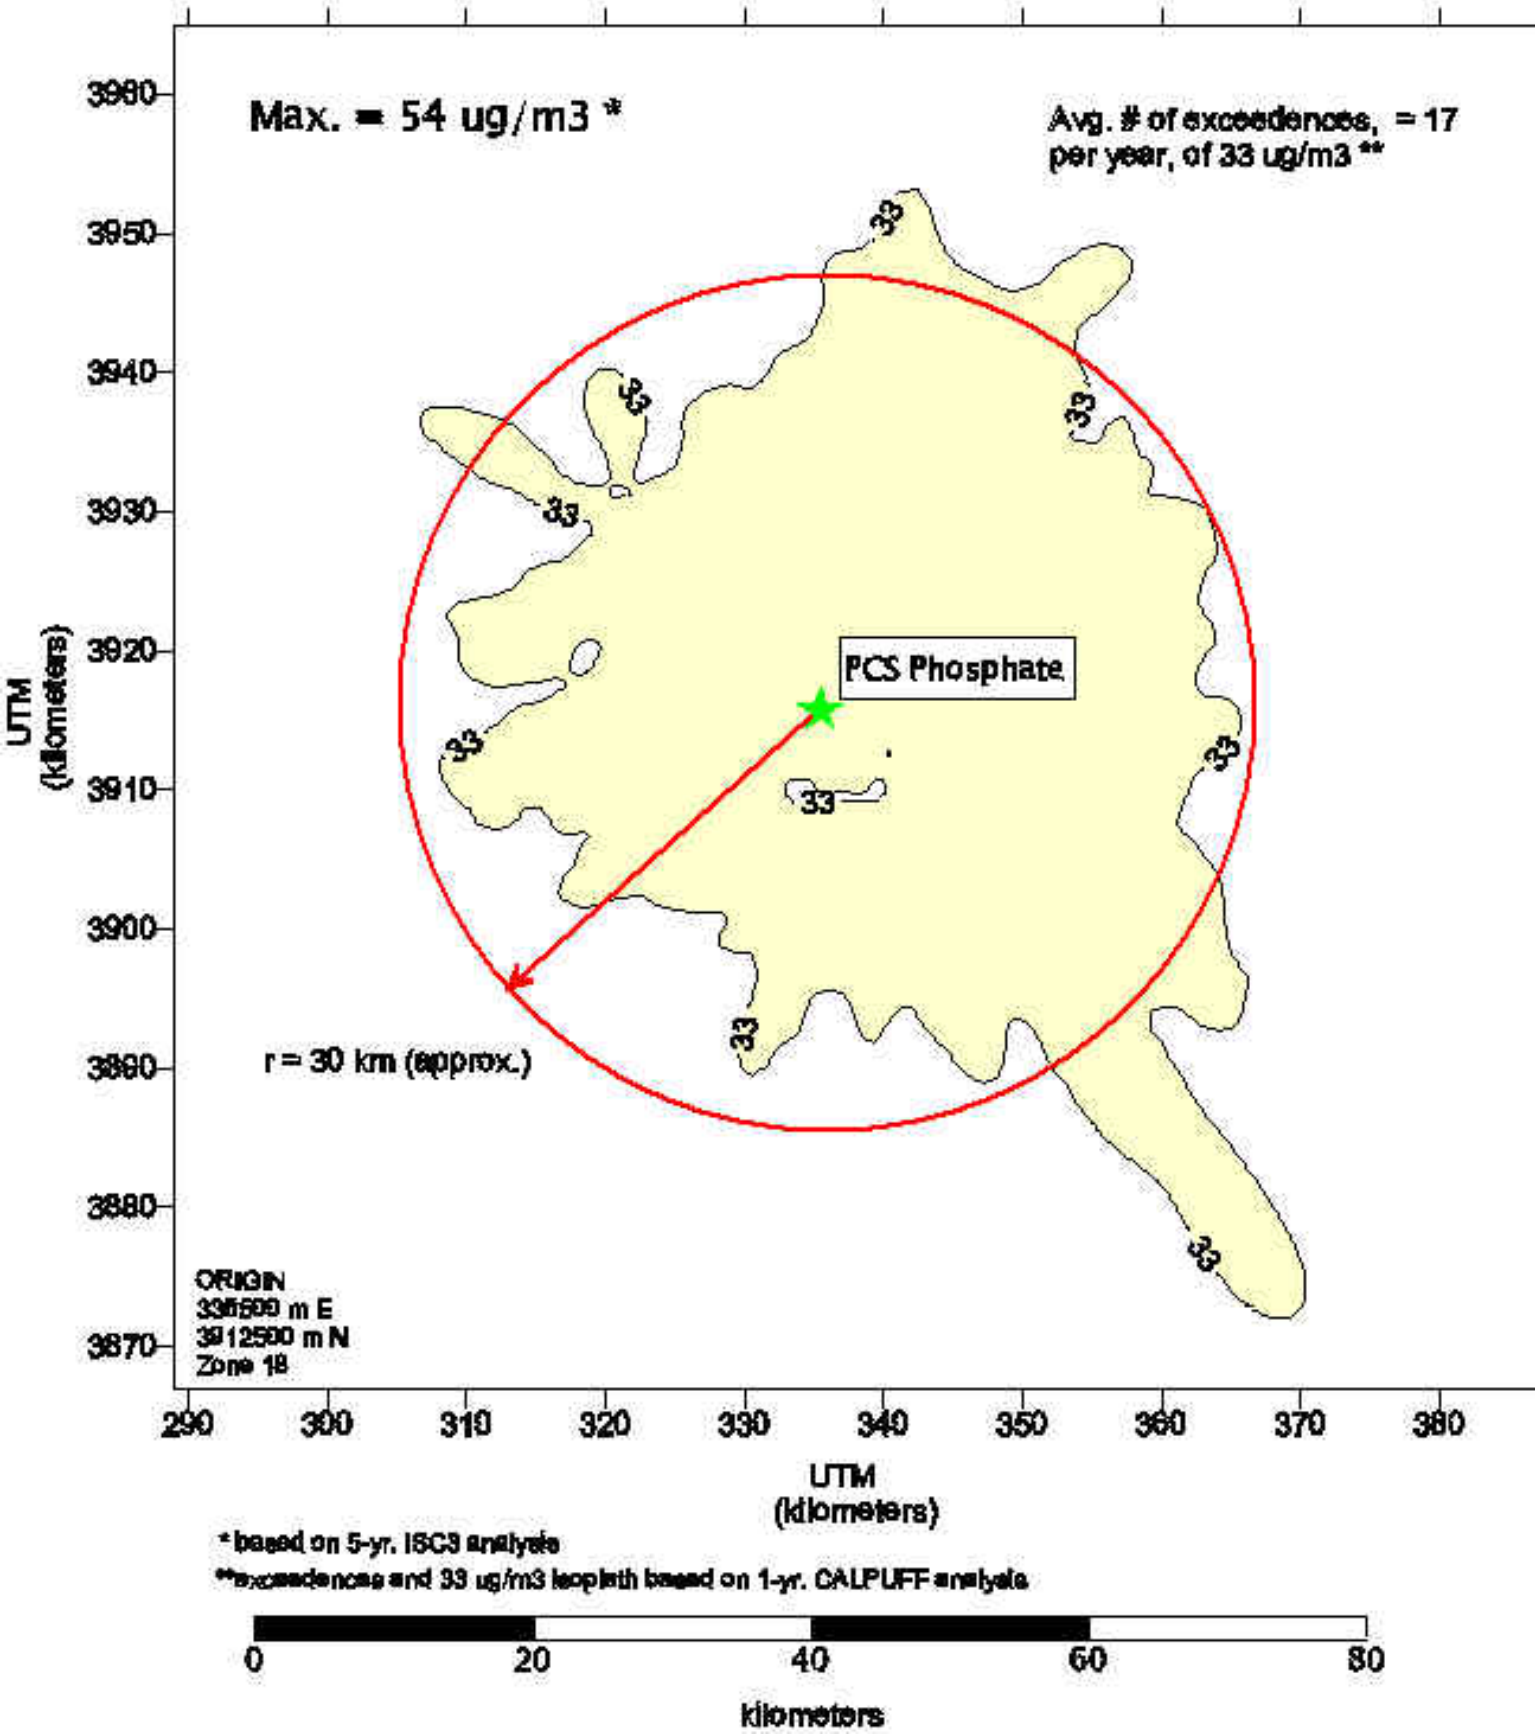 Max. = 54 ug/m3 *
Avg. # of exceedences, = 17
per year, of 33 ug/m3 **
3960
3950
3940
3930
3920
3910
3900
3890
3880
3870
UTM
(kilometers)
33
33
33
33
33
33
33
33
33
PCS Phosphate
r = 30 km (approx.)
ORIGIN
m E
3912500 m N
Zone 18
290 300 310 320 330 340 350 360 370 380
UTM
(kilometers)
* based on 5-yr. ISC3 analysis
**exceedences and 33 ug/m3 isopleth based on 1-yr. CALPUFF analysis
0 20 40 60 80
kilometers